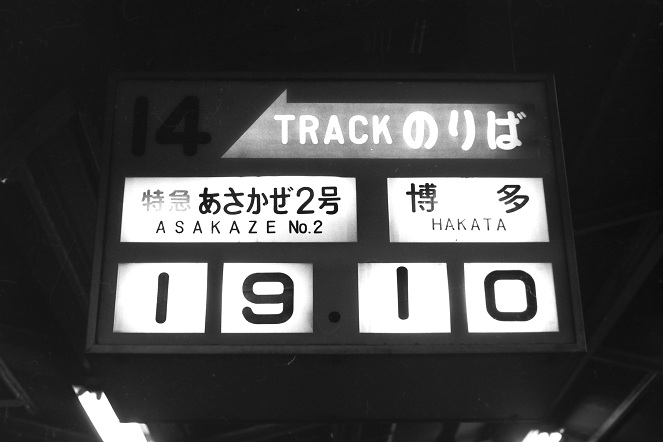 14 TRACK のりば
特急 あさかぜ2号
ASAKAZE No.2
博多
HAKATA
19.10